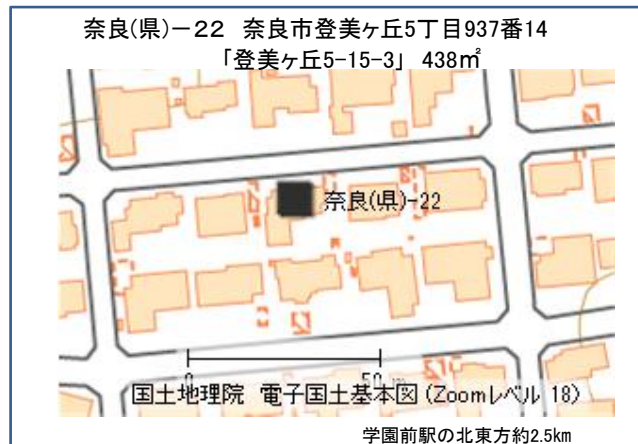 奈良(県)－２２　奈良市登美ヶ丘5丁目937番14
「登美ヶ丘5-15-3」 438㎡
奈良(県)-22
0 50 m
国土地理院 電子国土基本図 (Zoomレベル 18)
学園前駅の北東方約2.5km